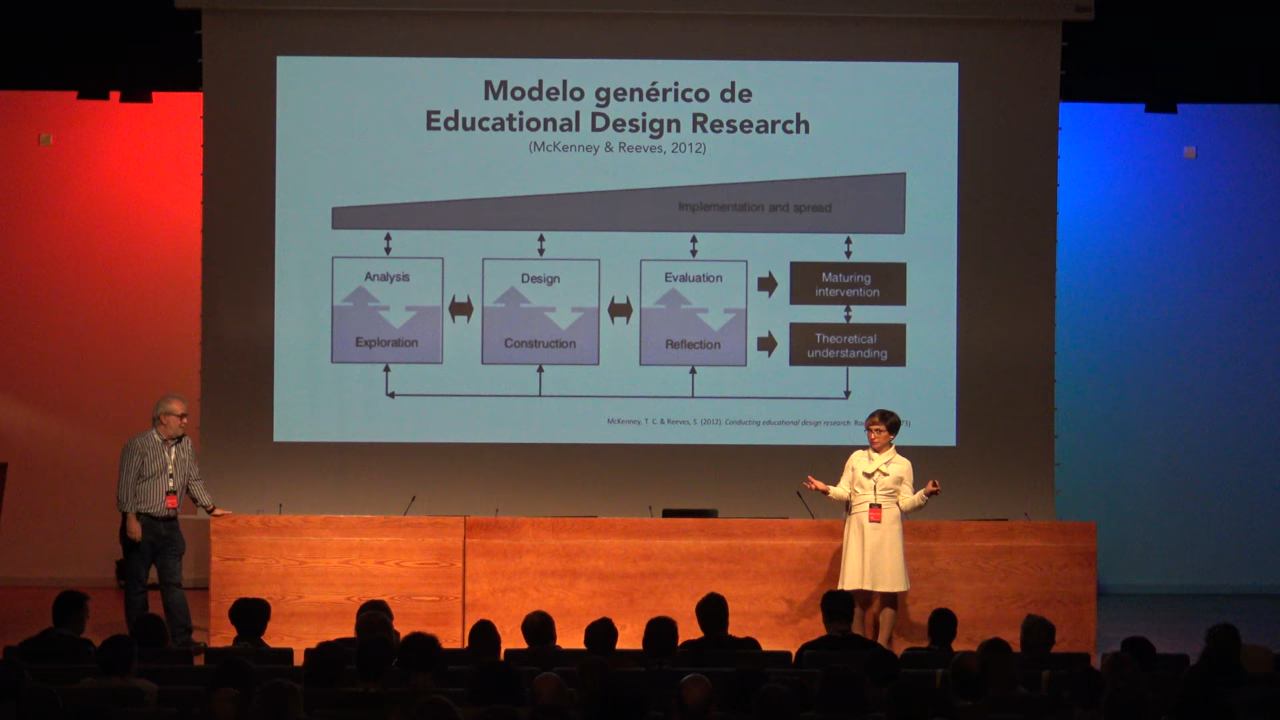 Modelo genérico de
Educational Design Research
(McKenney & Reeves, 2012)
Implementation and spread
Analysis
Exploration
Design
Construction
Evaluation
Reflection
Maturing
intervention
Theoretical
understanding
McKenney, T. C. & Reeves, S. (2012). Conducting educational design research.